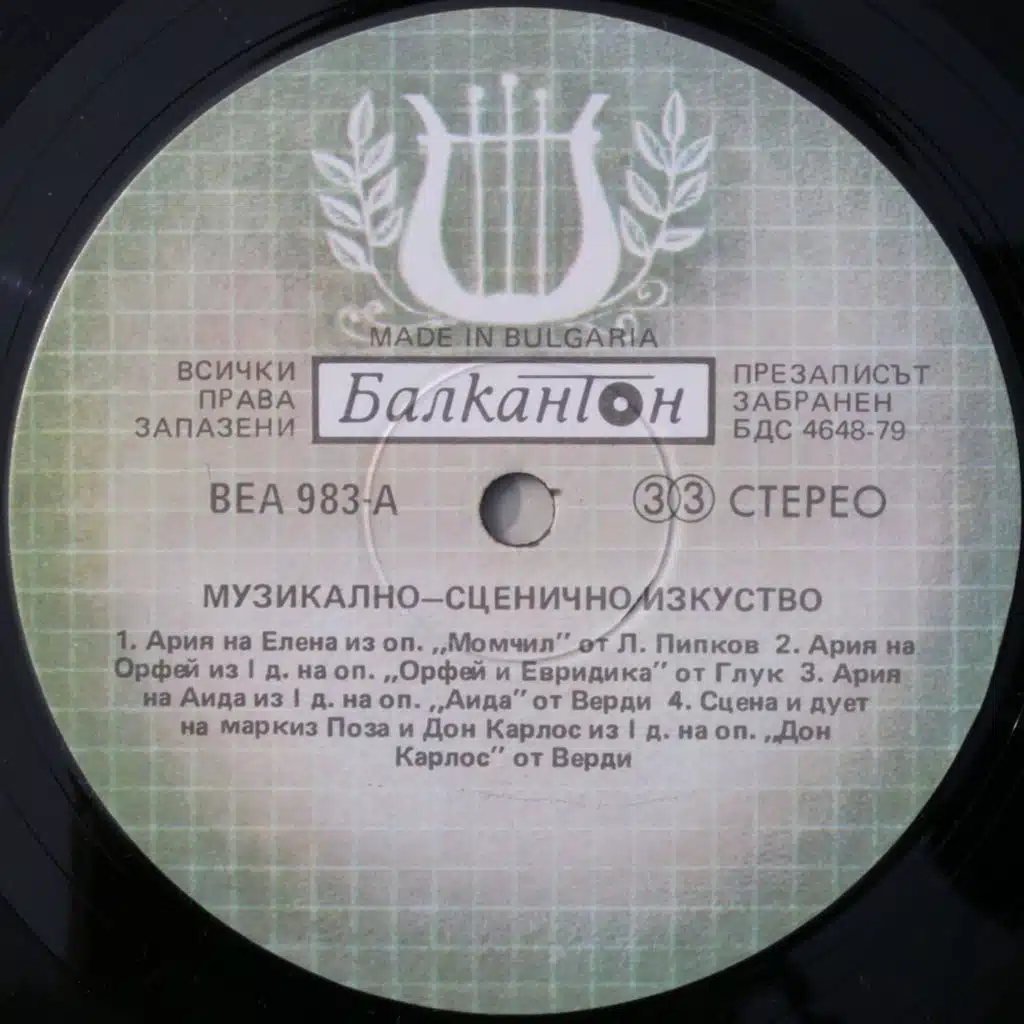 MADE IN BULGARIA
ВСИЧКИ
ПРАВА
ЗАПАЗЕНИ
Балкантон
ПРЕЗАПИСЪТ
ЗАБРАНЕН
БДС 4648-79
ВЕА 983-А
33 СТЕРЕО
МУЗИКАЛНО–СЦЕНИЧНО ИЗКУСТВО
1. Ария на Елена из оп. „Момчил” от Л. Пипков 2. Ария на
Орфей из I д. на оп. „Орфей и Евридика” от Глук 3. Ария
на Аида из I д. на оп. „Аида” от Верди 4. Сцена и дует
на маркиз Поза и Дон Карлос из I д. на оп. „Дон
Карлос” от Верди